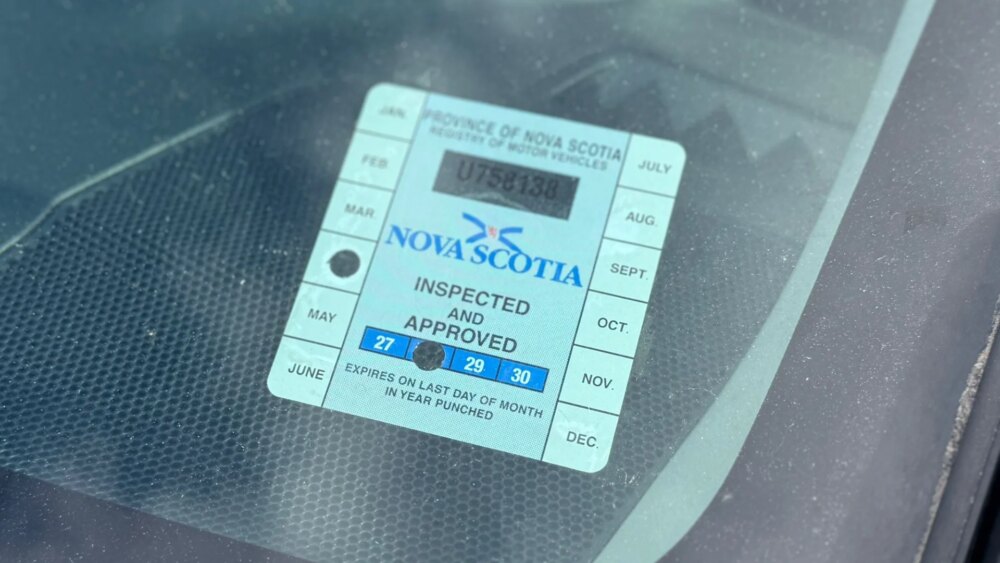 JAN.
FEB
MAR.
MAY
JUNE
PROVINCE OF NOVA SCOTIA
REGISTRY OF MOTOR VEHICLES
U758138
NOVA SCOTIA
INSPECTED
AND
APPROVED
27 29 30
EXPIRES ON LAST DAY OF MONTH
IN YEAR PUNCHED
JULY
AUG.
SEPT.
OCT.
NOV.
DEC.